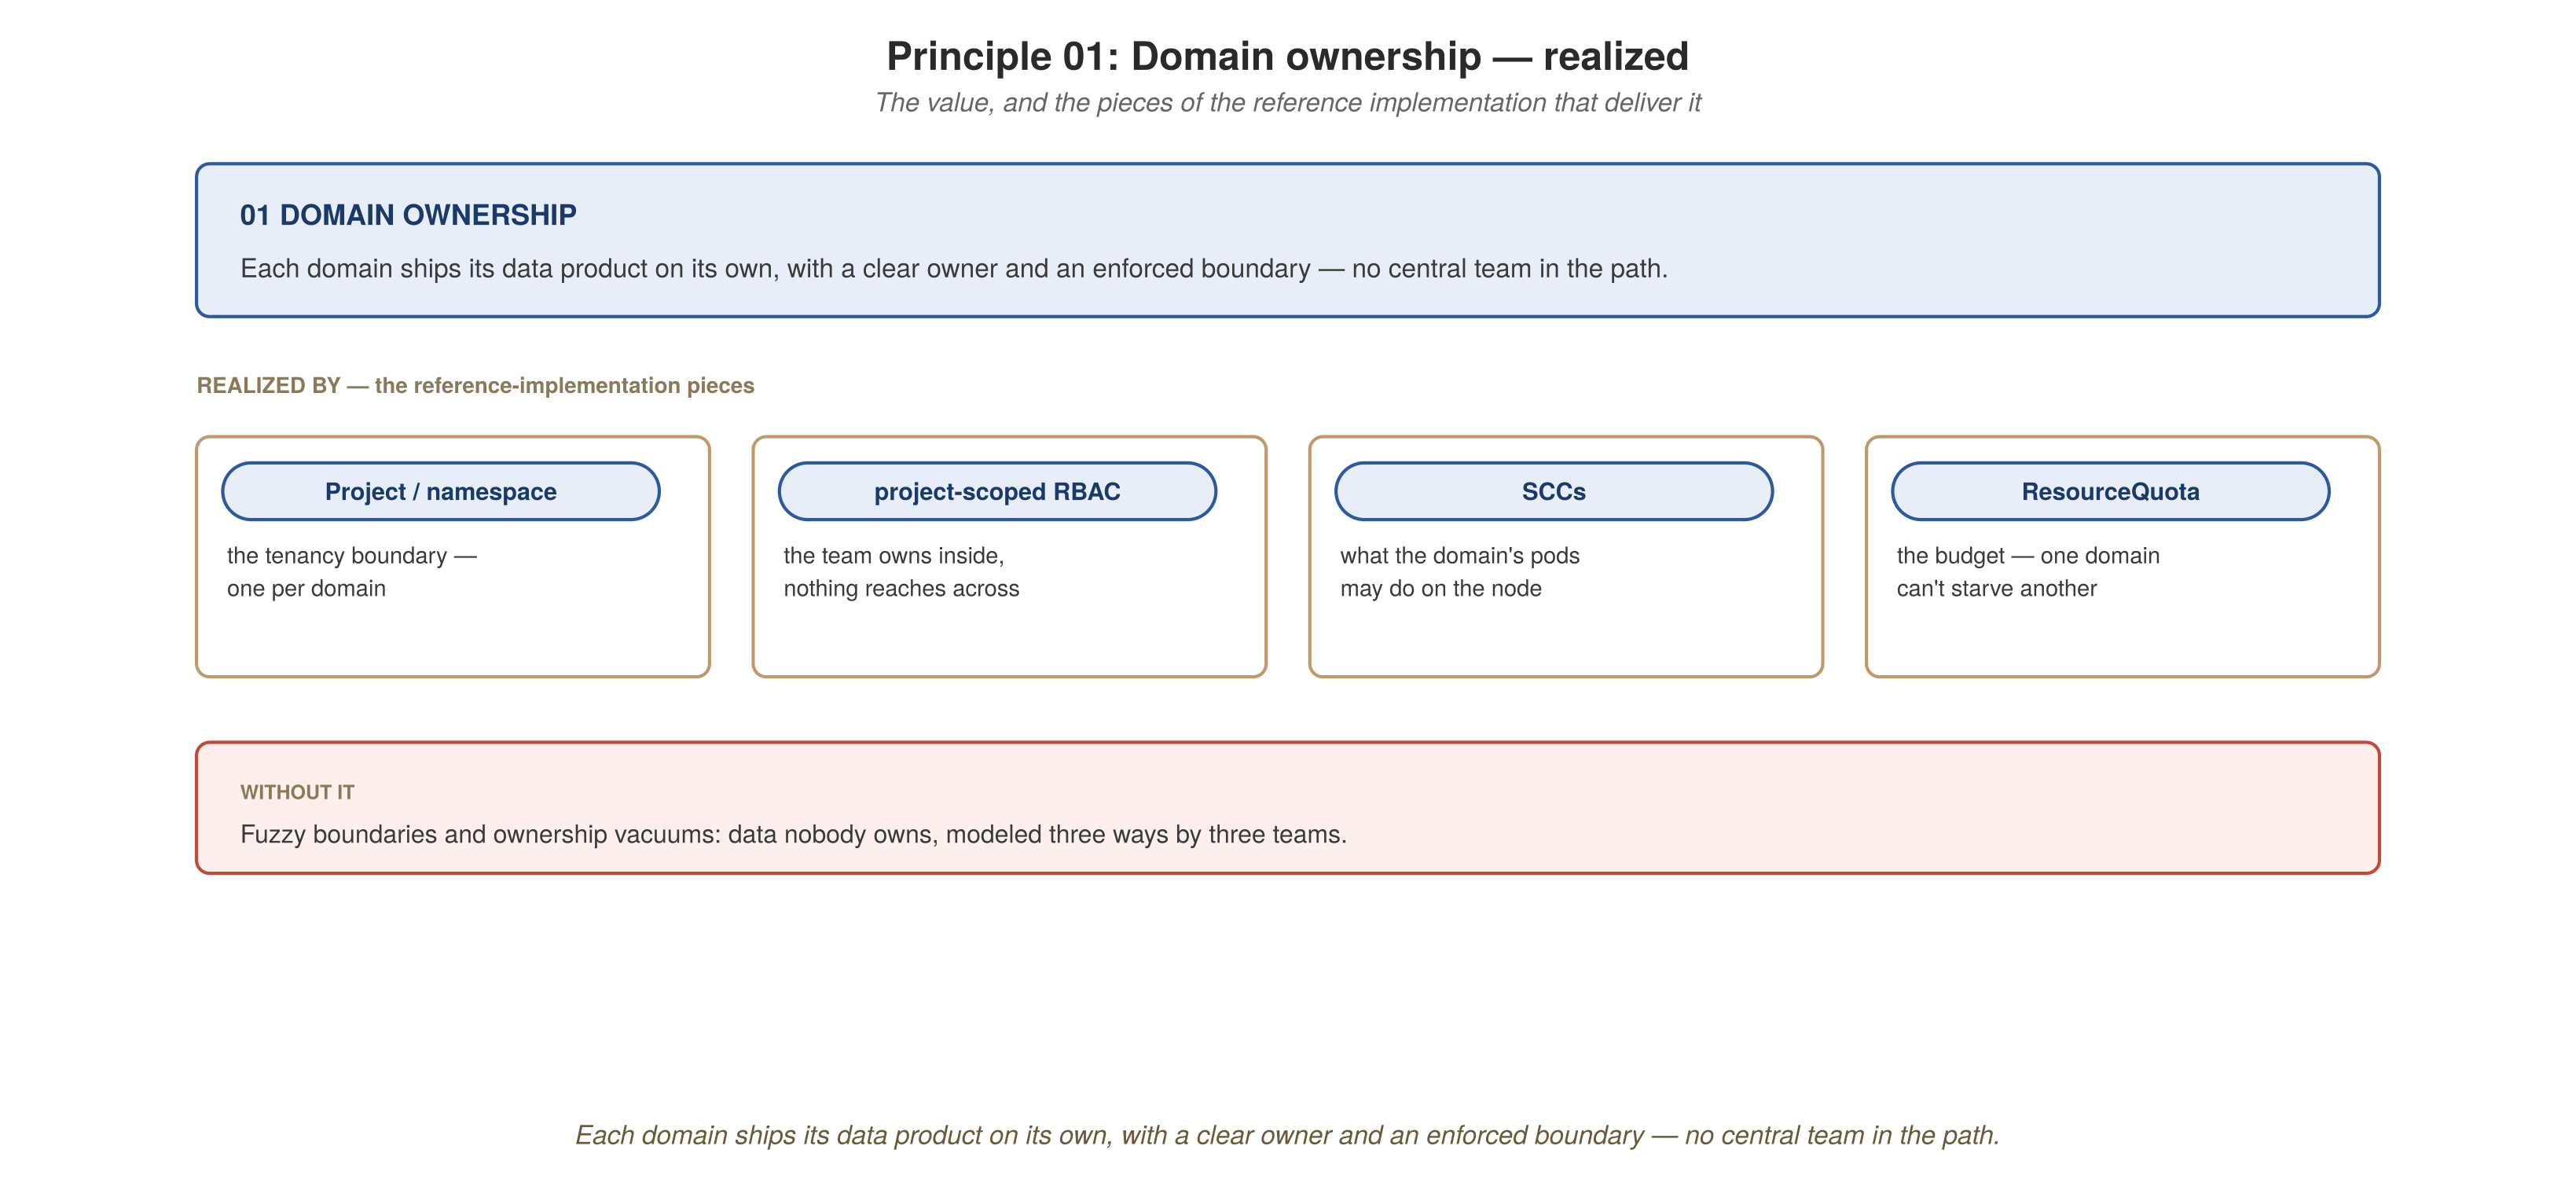 Principle 01: Domain ownership — realized
The value, and the pieces of the reference implementation that deliver it
01 DOMAIN OWNERSHIP
Each domain ships its data product on its own, with a clear owner and an enforced boundary — no central team in the path.
REALIZED BY — the reference-implementation pieces
Project / namespace
the tenancy boundary —
one per domain
project-scoped RBAC
the team owns inside,
nothing reaches across
SCCs
what the domain's pods
may do on the node
ResourceQuota
the budget — one domain
can't starve another
WITHOUT IT
Fuzzy boundaries and ownership vacuums: data nobody owns, modeled three ways by three teams.
Each domain ships its data product on its own, with a clear owner and an enforced boundary — no central team in the path.